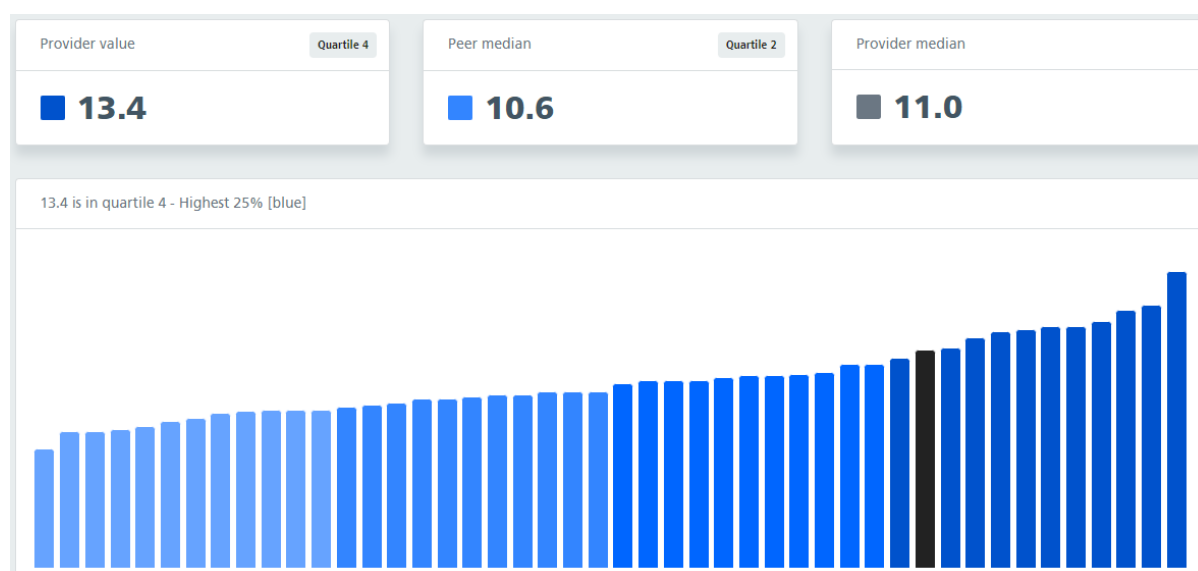 Provider value
Quartile 4
Peer median
Quartile 2
Provider median
13.4
10.6
11.0
13.4 is in quartile 4 - Highest 25% [blue]